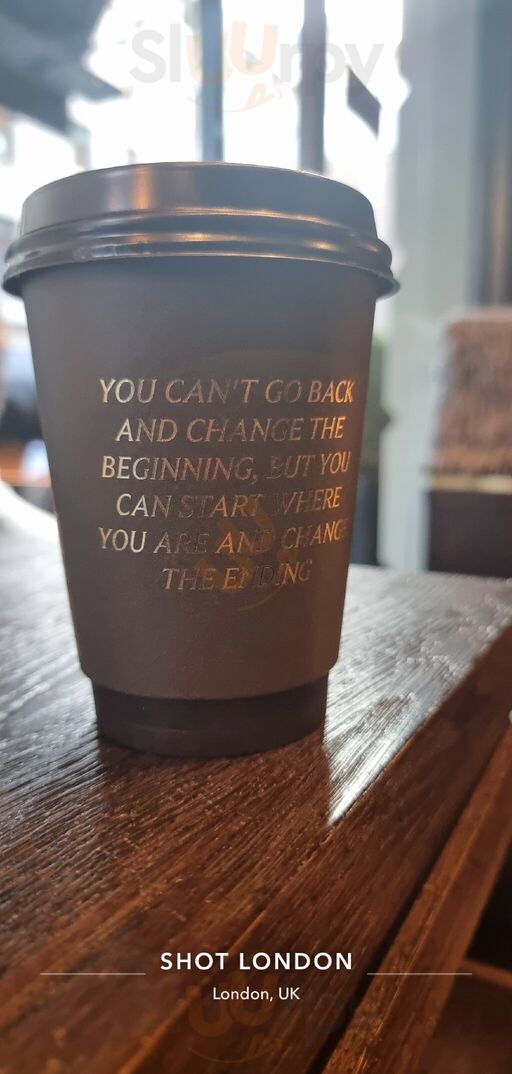 Sluurpy
YOU CAN'T GO BACK
AND CHANGE THE
BEGINNING, BUT YOU
CAN START WHERE
YOU ARE AND CHANGE
THE ENDING
SHOT LONDON
London, UK